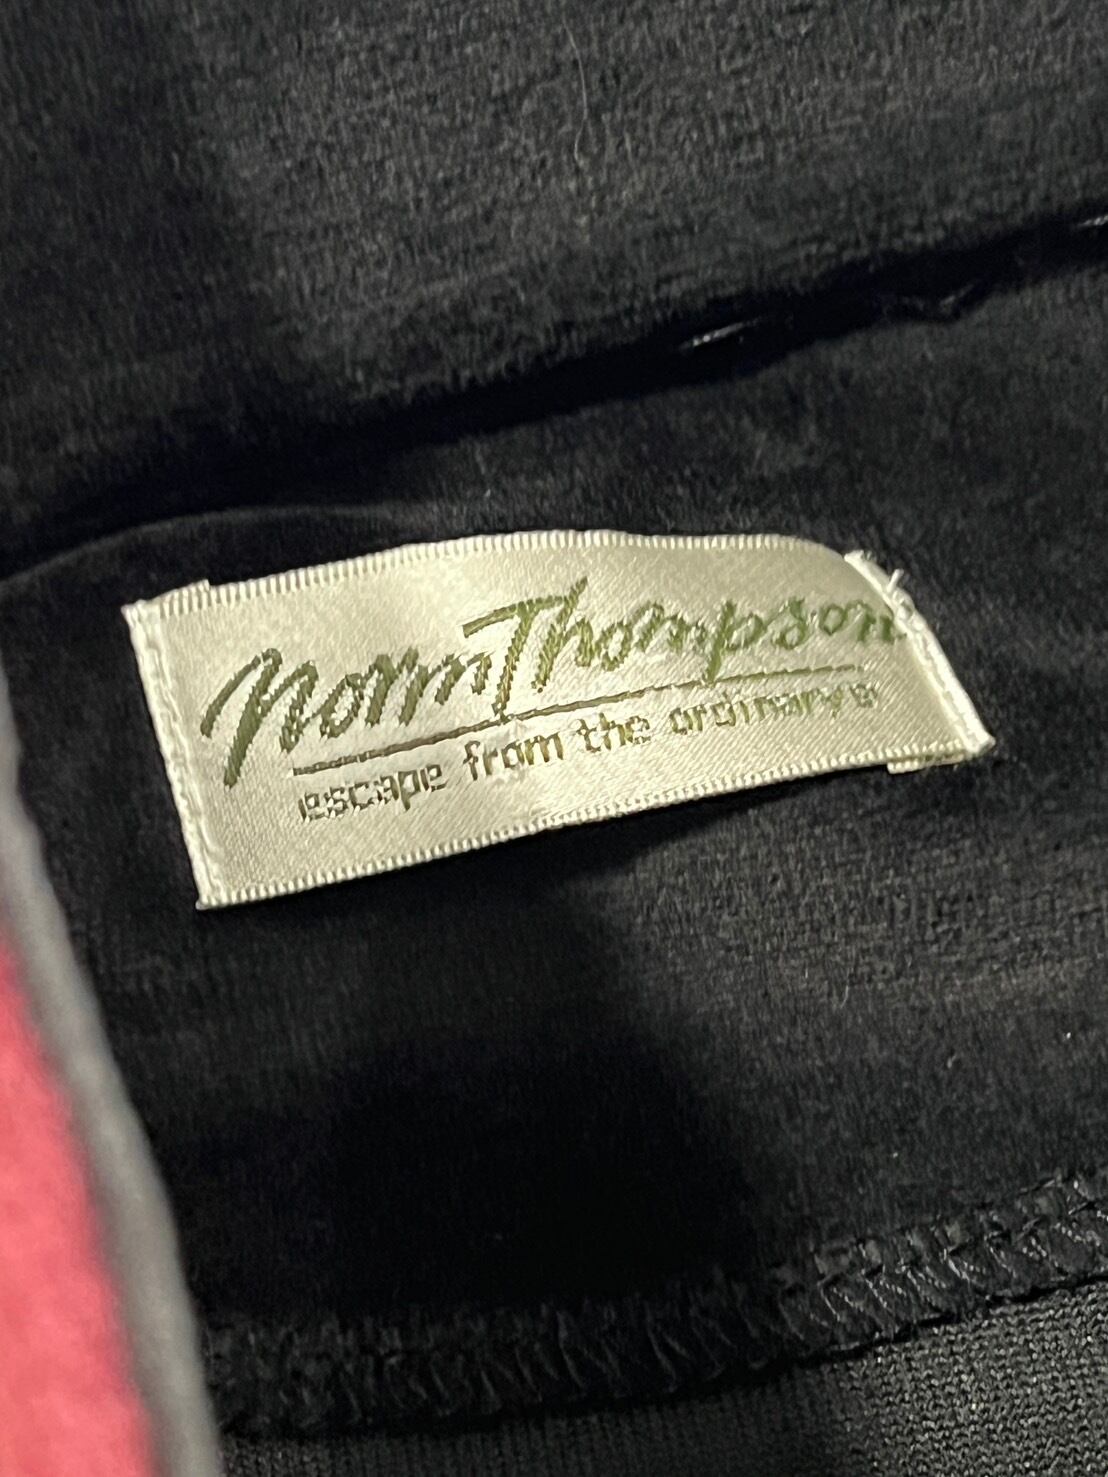 Norm Thompson
escape from the ordinary®